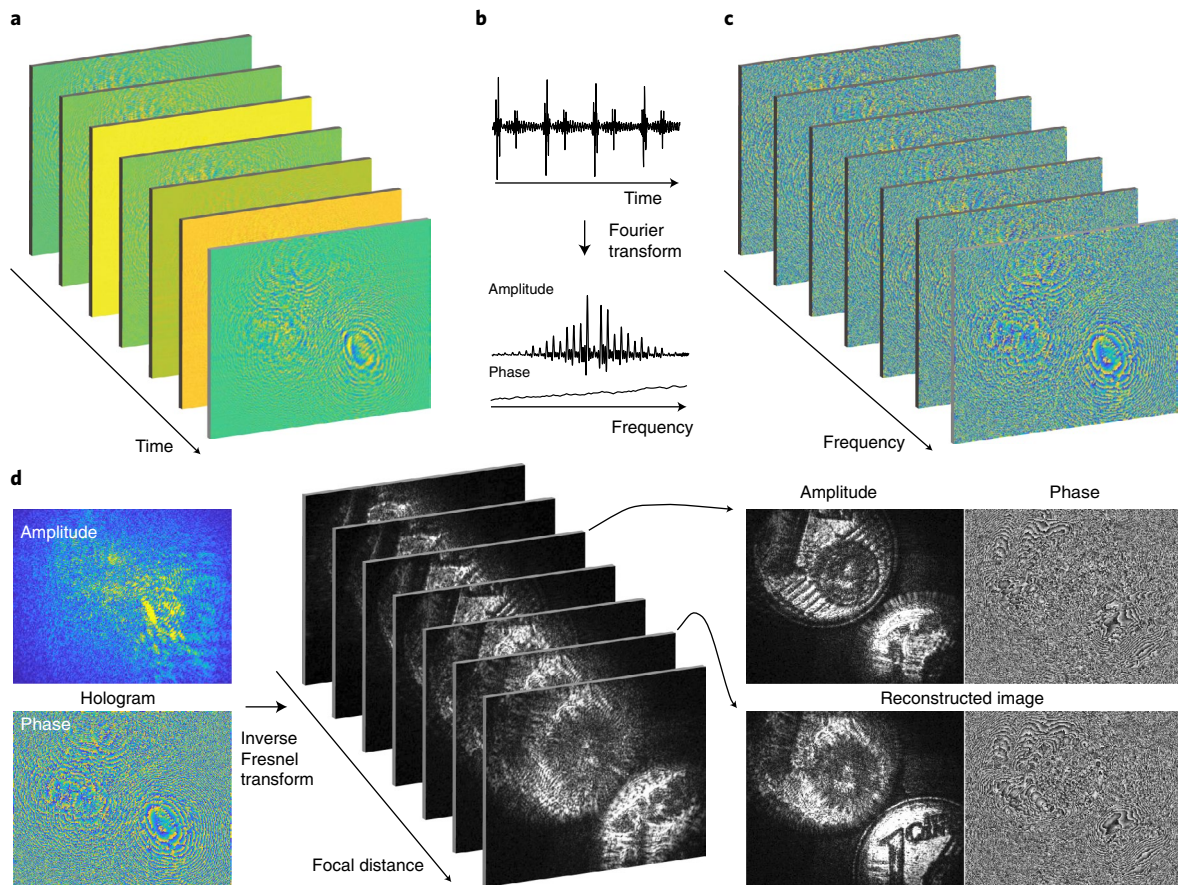 a
b
c
Time
Fourier
transform
Amplitude
Phase
Frequency
Time
Frequency
d
Amplitude
Hologram
Phase
Inverse
Fresnel
transform
Focal distance
Amplitude
Phase
Reconstructed image
1